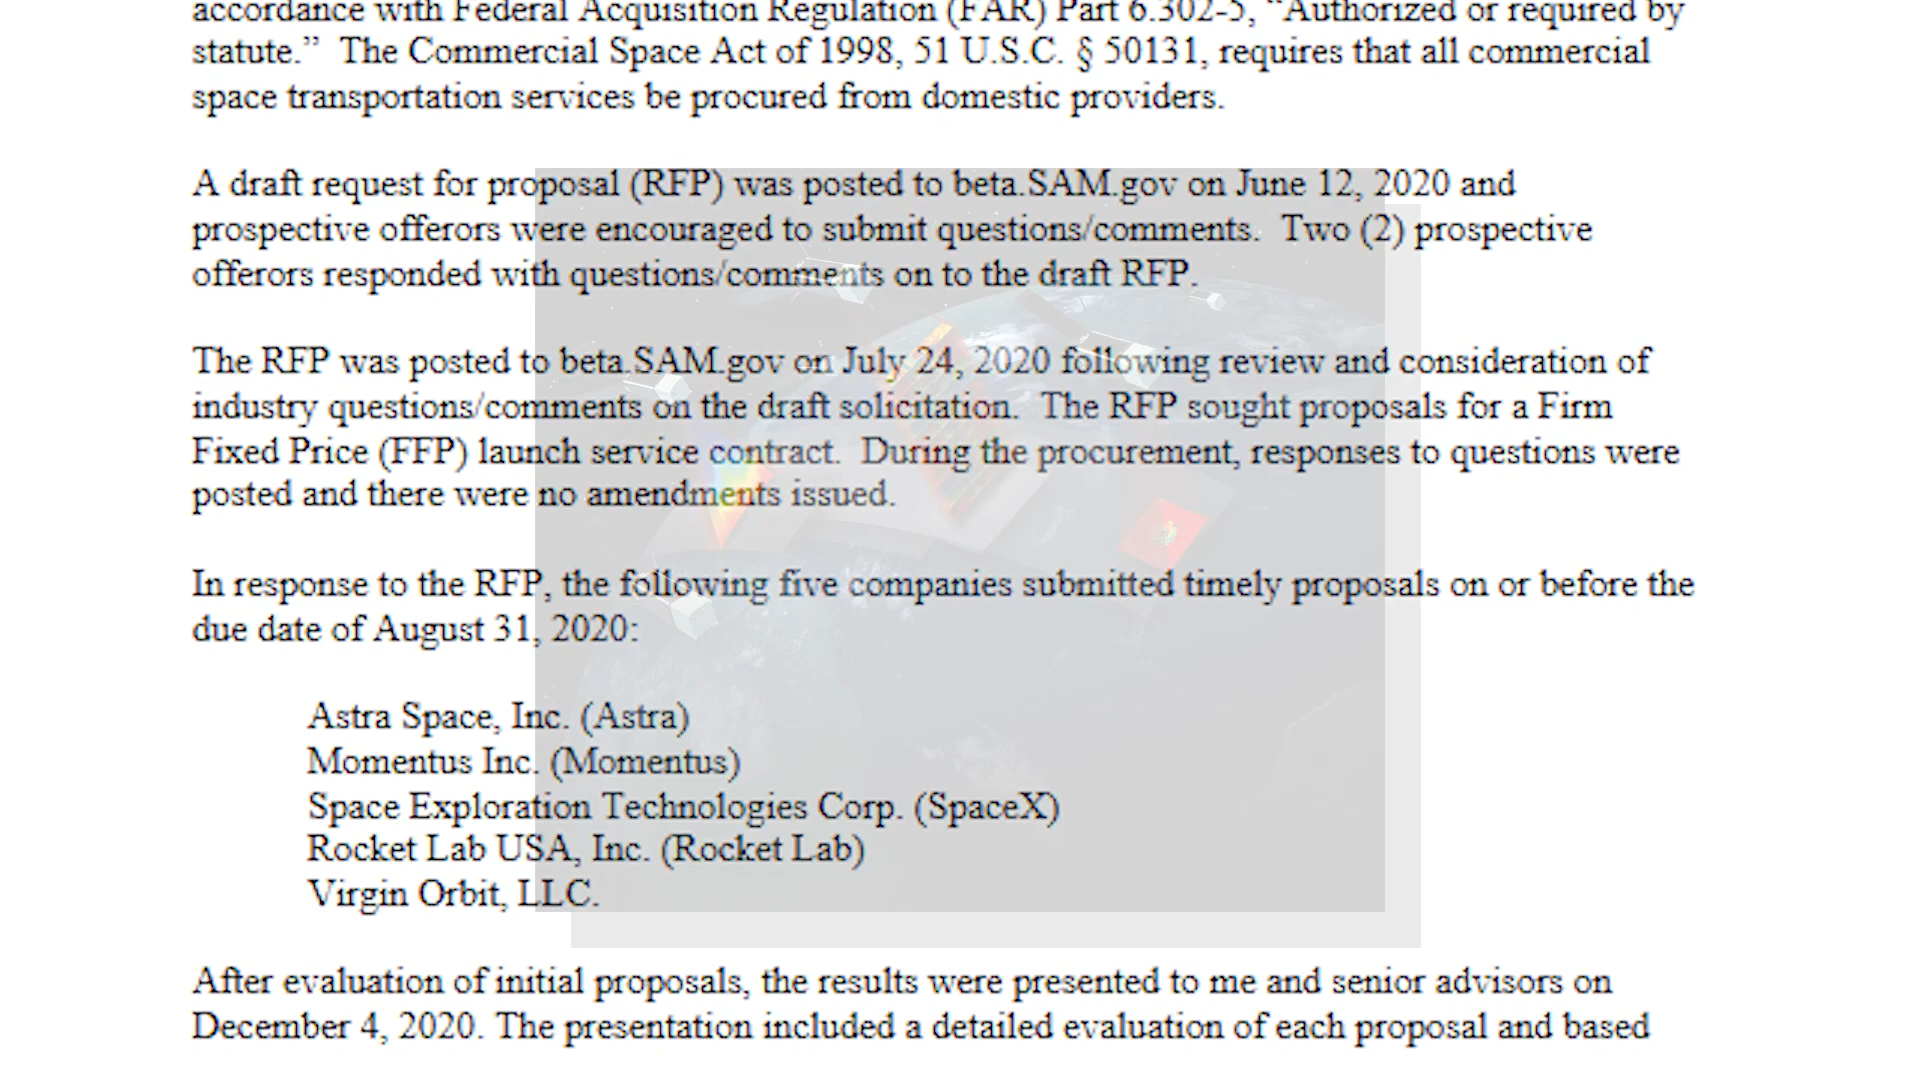 accordance with Federal Acquisition Regulation (FAR) Part 6.302-5, “Authorized or required by
statute.”  The Commercial Space Act of 1998, 51 U.S.C. § 50131, requires that all commercial
space transportation services be procured from domestic providers.
A draft request for proposal (RFP) was posted to beta.SAM.gov on June 12, 2020 and
prospective offerors were encouraged to submit questions/comments.  Two (2) prospective
offerors responded with questions/comments on to the draft RFP.
The RFP was posted to beta.SAM.gov on July 24, 2020 following review and consideration of
industry questions/comments on the draft solicitation.  The RFP sought proposals for a Firm
Fixed Price (FFP) launch service contract.  During the procurement, responses to questions were
posted and there were no amendments issued.
In response to the RFP, the following five companies submitted timely proposals on or before the
due date of August 31, 2020:
Astra Space, Inc. (Astra)
Momentus Inc. (Momentus)
Space Exploration Technologies Corp. (SpaceX)
Rocket Lab USA, Inc. (Rocket Lab)
Virgin Orbit, LLC.
After evaluation of initial proposals, the results were presented to me and senior advisors on
December 4, 2020. The presentation included a detailed evaluation of each proposal and based